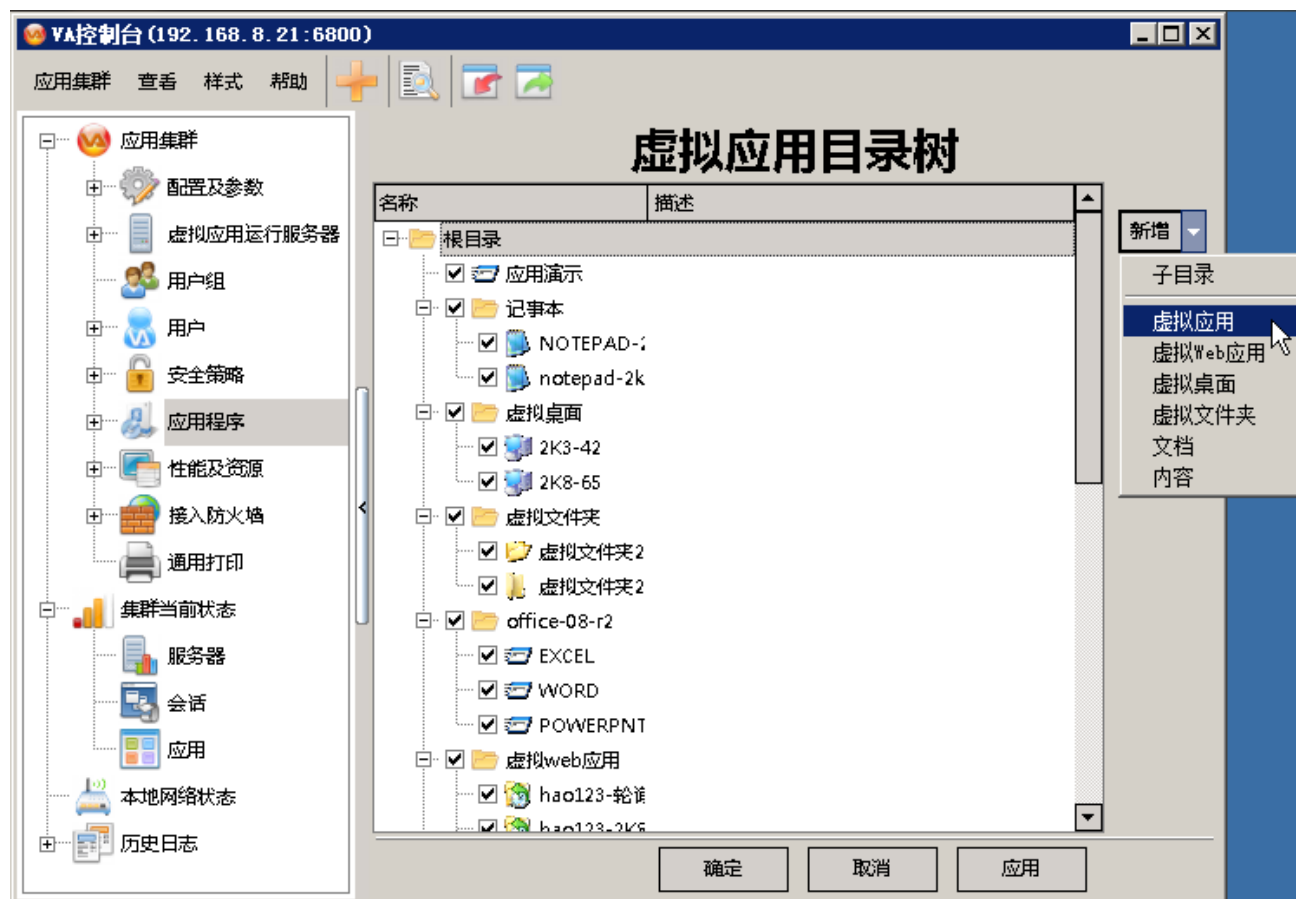 VA控制台(192.168.8.21:6800)
应用集群 查看 样式 帮助
应用集群
配置及参数
虚拟应用运行服务器
用户组
用户
安全策略
应用程序
性能及资源
接入防火墙
通用打印
集群当前状态
服务器
会话
应用
本地网络状态
历史日志
虚拟应用目录树
名称 描述
根目录
应用演示
记事本
NOTEPAD-2
notepad-2k
虚拟桌面
2K3-42
2K8-65
虚拟文件夹
虚拟文件夹2
虚拟文件夹2
office-08-r2
EXCEL
WORD
POWERPNT
虚拟web应用
hao123-轮询
hao123-2K8
新增
子目录
虚拟应用
虚拟Web应用
虚拟桌面
虚拟文件夹
文档
内容
确定 取消 应用